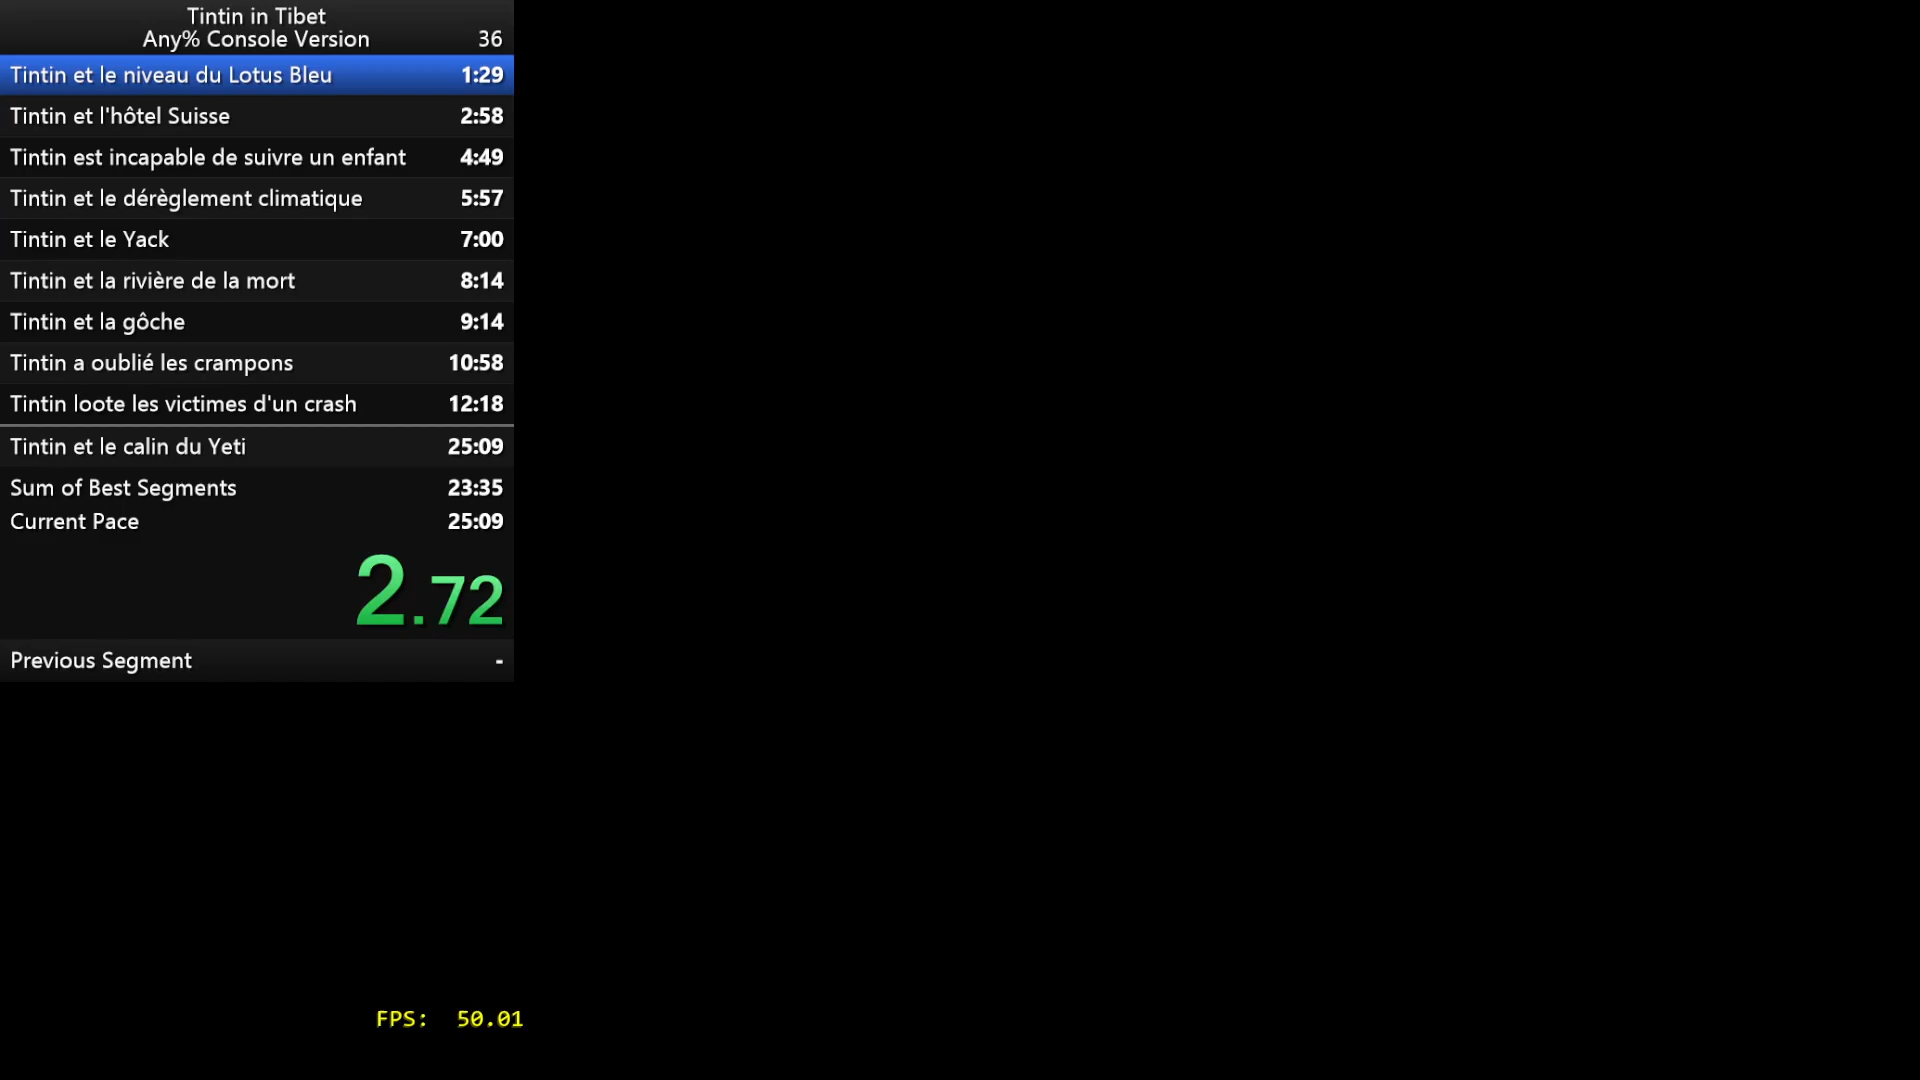 Tintin in Tibet
Any% Console Version 36
Tintin et le niveau du Lotus Bleu 1:29
Tintin et l'hôtel Suisse 2:58
Tintin est incapable de suivre un enfant 4:49
Tintin et le dérèglement climatique 5:57
Tintin et le Yack 7:00
Tintin et la rivière de la mort 8:14
Tintin et la gôche 9:14
Tintin a oublié les crampons 10:58
Tintin loote les victimes d'un crash 12:18
Tintin et le calin du Yeti 25:09
Sum of Best Segments 23:35
Current Pace 25:09
2.72
Previous Segment -
FPS: 50.01